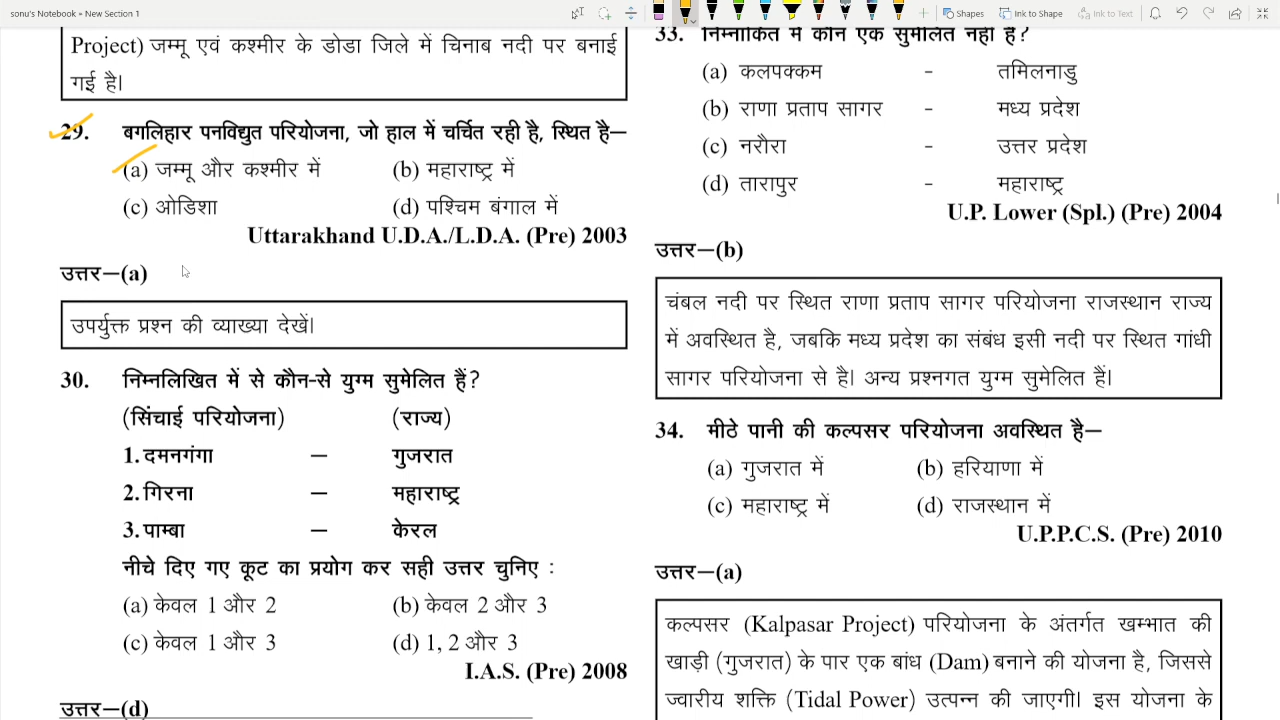 sonu's Notebook » New Section 1
Shapes
Ink to Shape
Ink to Text
Project) जम्मू एवं कश्मीर के डोडा जिले में चिनाब नदी पर बनाई
गई है।
29. बगलिहार पनविद्युत परियोजना, जो हाल में चर्चित रही है, स्थित है—
(a) जम्मू और कश्मीर में (b) महाराष्ट्र में
(c) ओडिशा (d) पश्चिम बंगाल में
Uttarakhand U.D.A./L.D.A. (Pre) 2003
उत्तर—(a)
उपर्युक्त प्रश्न की व्याख्या देखें।
30. निम्नलिखित में से कौन-से युग्म सुमेलित हैं?
(सिंचाई परियोजना) (राज्य)
1. दमनगंगा — गुजरात
2. गिरना — महाराष्ट्र
3. पाम्बा — केरल
नीचे दिए गए कूट का प्रयोग कर सही उत्तर चुनिए :
(a) केवल 1 और 2 (b) केवल 2 और 3
(c) केवल 1 और 3 (d) 1, 2 और 3
I.A.S. (Pre) 2008
उत्तर—(d)
33. निम्नांकित में कौन एक सुमेलित नहीं है?
(a) कलपक्कम - तमिलनाडु
(b) राणा प्रताप सागर - मध्य प्रदेश
(c) नरौरा - उत्तर प्रदेश
(d) तारापुर - महाराष्ट्र
U.P. Lower (Spl.) (Pre) 2004
उत्तर—(b)
चंबल नदी पर स्थित राणा प्रताप सागर परियोजना राजस्थान राज्य
में अवस्थित है, जबकि मध्य प्रदेश का संबंध इसी नदी पर स्थित गांधी
सागर परियोजना से है। अन्य प्रश्नगत युग्म सुमेलित हैं।
34. मीठे पानी की कल्पसर परियोजना अवस्थित है—
(a) गुजरात में (b) हरियाणा में
(c) महाराष्ट्र में (d) राजस्थान में
U.P.P.C.S. (Pre) 2010
उत्तर—(a)
कल्पसर (Kalpasar Project) परियोजना के अंतर्गत खम्भात की
खाड़ी (गुजरात) के पार एक बांध (Dam) बनाने की योजना है, जिससे
ज्वारीय शक्ति (Tidal Power) उत्पन्न की जाएगी। इस योजना के